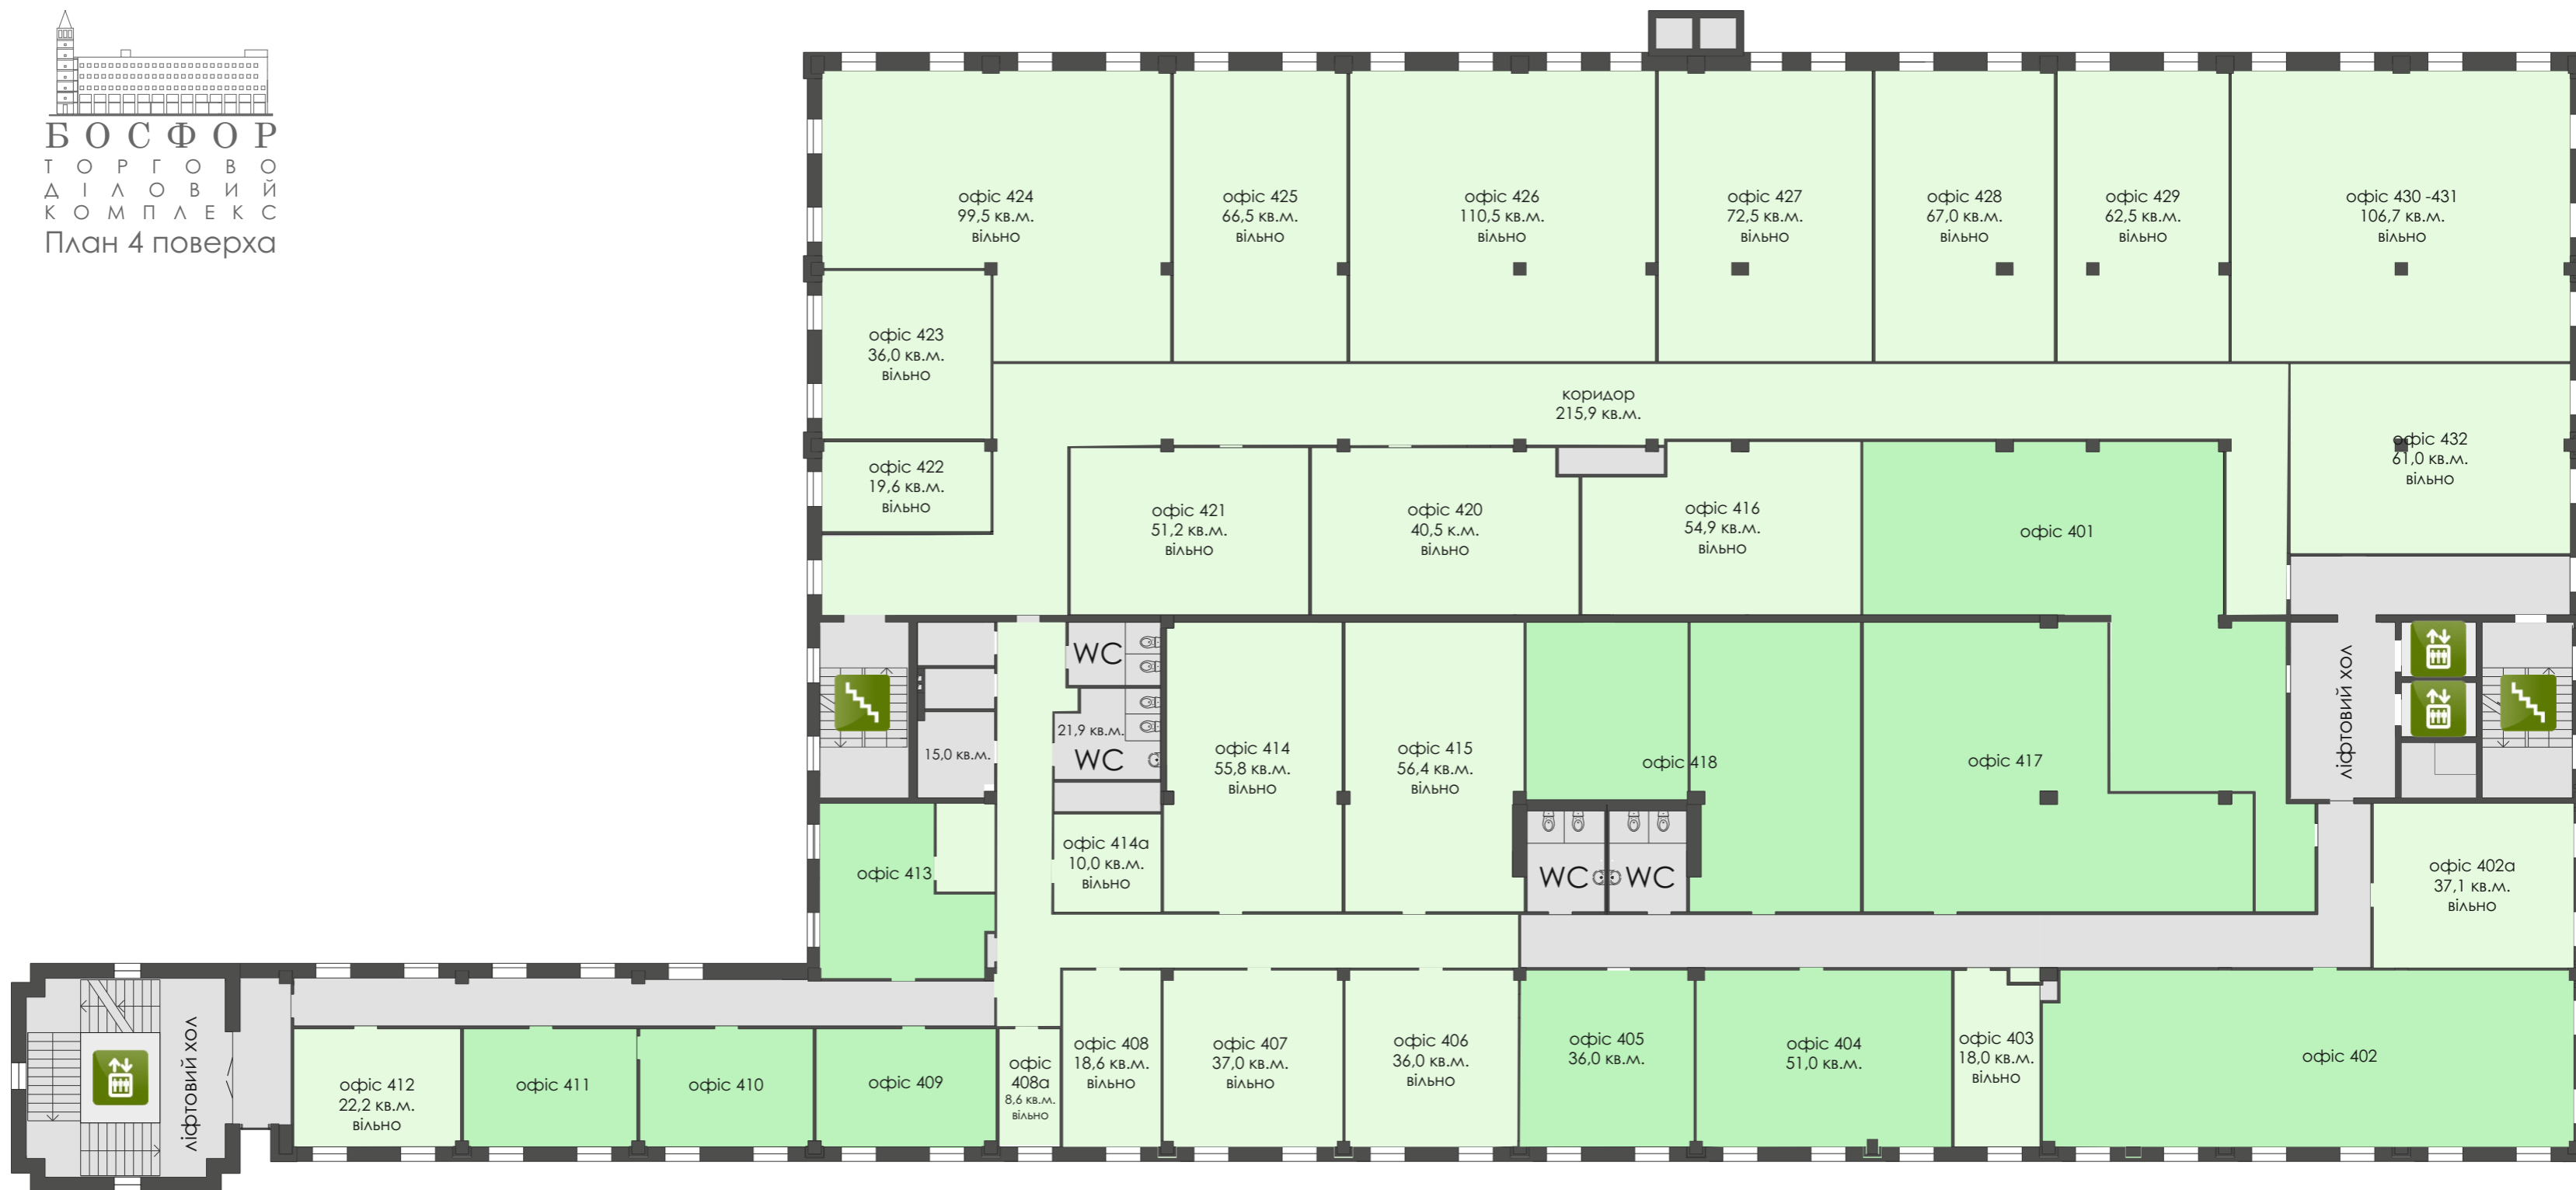 БОСФОР
ТОРГОВО
ДІЛОВИЙ
КОМПЛЕКС
План 4 поверха
офіс 424
99,5 кв.м.
вільно
офіс 425
66,5 кв.м.
вільно
офіс 426
110,5 кв.м.
вільно
офіс 427
72,5 кв.м.
вільно
офіс 428
67,0 кв.м.
вільно
офіс 429
62,5 кв.м.
вільно
офіс 430 -431
106,7 кв.м.
вільно
офіс 423
36,0 кв.м.
вільно
коридор
215,9 кв.м.
офіс 422
19,6 кв.м.
вільно
офіс 421
51,2 кв.м.
вільно
офіс 420
40,5 к.м.
вільно
офіс 416
54,9 кв.м.
вільно
офіс 401
офіс 432
61,0 кв.м.
вільно
WC
21,9 кв.м.
WC
15,0 кв.м.
офіс 414
55,8 кв.м.
вільно
офіс 415
56,4 кв.м.
вільно
офіс 418
офіс 417
ліфтовий хол
офіс 413
офіс 414а
10,0 кв.м.
вільно
WC
WC
офіс 402а
37,1 кв.м.
вільно
ліфтовий хол
офіс 412
22,2 кв.м.
вільно
офіс 411
офіс 410
офіс 409
офіс
408а
8,6 кв.м.
вільно
офіс 408
18,6 кв.м.
вільно
офіс 407
37,0 кв.м.
вільно
офіс 406
36,0 кв.м.
вільно
офіс 405
36,0 кв.м.
офіс 404
51,0 кв.м.
офіс 403
18,0 кв.м.
вільно
офіс 402